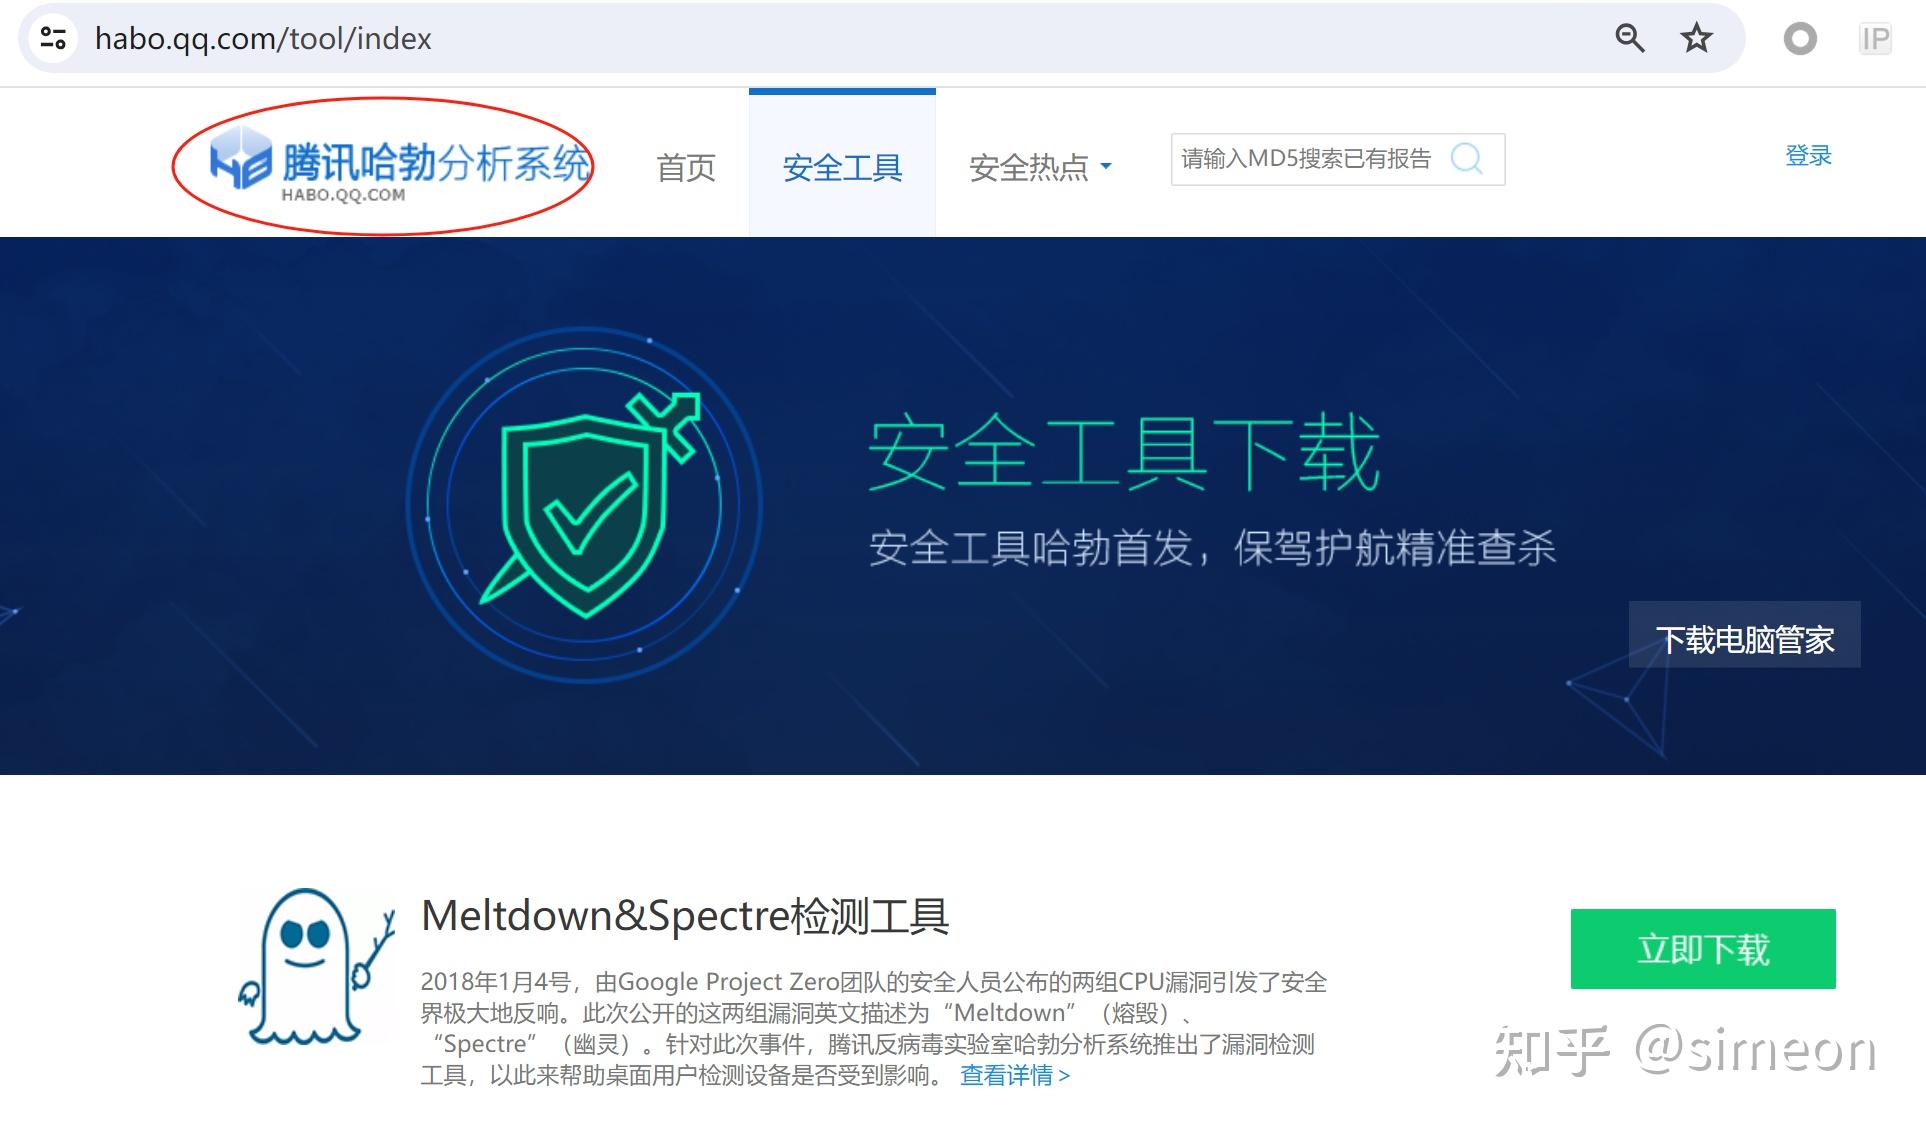 habo.qq.com/tool/index
IP
腾讯哈勃分析系统
HABO.QQ.COM
首页
安全工具
安全热点
请输入MD5搜索已有报告
登录
安全工具下载
安全工具哈勃首发，保驾护航精准查杀
下载电脑管家
Meltdown&Spectre检测工具
2018年1月4号，由Google Project Zero团队的安全人员公布的两组CPU漏洞引发了安全
界极大地反响。此次公开的这两组漏洞英文描述为“Meltdown”（熔毁）、
“Spectre”（幽灵）。针对此次事件，腾讯反病毒实验室哈勃分析系统推出了漏洞检测
工具，以此来帮助桌面用户检测设备是否受到影响。 查看详情 >
立即下载
知乎 @simeon